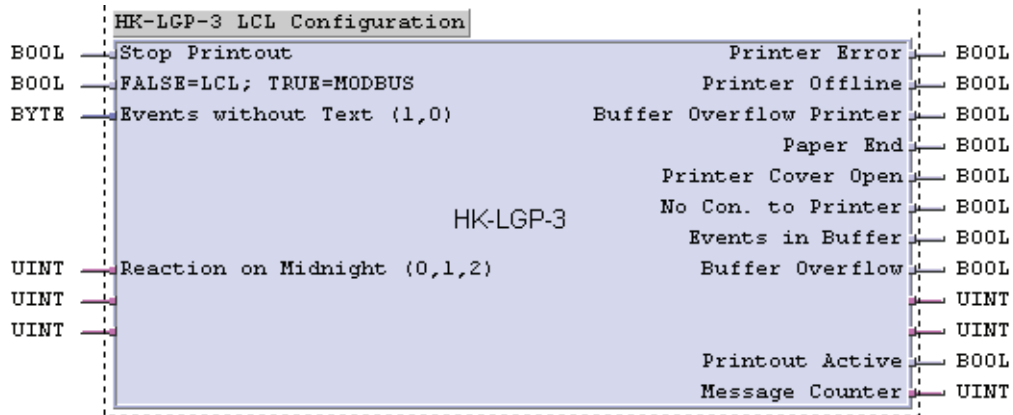 HK-LGP-3 LCL Configuration
BOOL Stop Printout Printer Error BOOL
BOOL FALSE=LCL; TRUE=MODBUS Printer Offline BOOL
BYTE Events without Text (1,0) Buffer Overflow Printer BOOL
Paper End BOOL
Printer Cover Open BOOL
HK-LGP-3 No Con. to Printer BOOL
Events in Buffer BOOL
UINT Reaction on Midnight (0,1,2) Buffer Overflow BOOL
UINT UINT
UINT UINT
Printout Active BOOL
Message Counter UINT